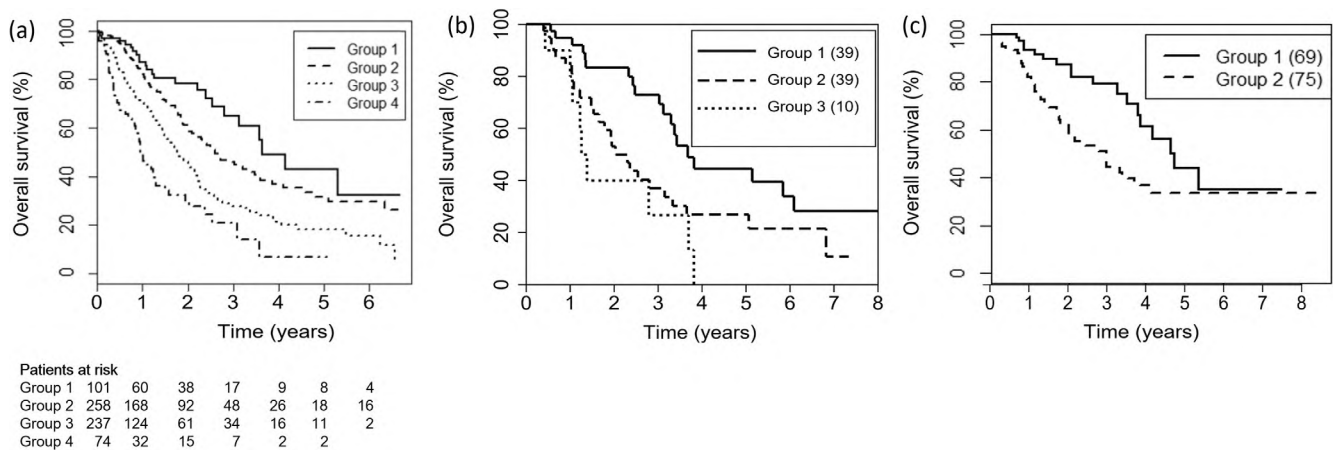 (a)
Overall survival (%)
100
80
60
40
20
0
Group 1
Group 2
Group 3
Group 4
0 1 2 3 4 5 6
Time (years)
Patients at risk
Group 1 101 60 38 17 9 8 4
Group 2 258 168 92 48 26 18 16
Group 3 237 124 61 34 16 11 2
Group 4 74 32 15 7 2 2
(b)
Overall survival (%)
100
80
60
40
20
0
Group 1 (39)
Group 2 (39)
Group 3 (10)
0 1 2 3 4 5 6 7 8
Time (years)
(c)
Overall survival (%)
100
80
60
40
20
0
Group 1 (69)
Group 2 (75)
0 1 2 3 4 5 6 7 8
Time (years)